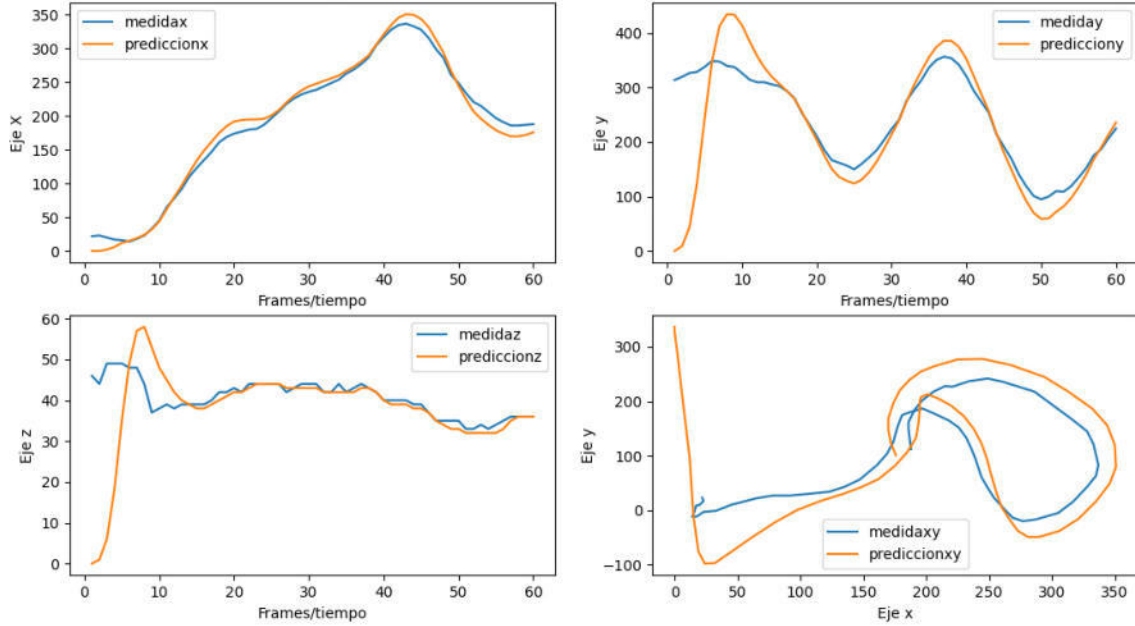 350
300
250
200
150
100
50
0
Eje X
medidax
prediccionx
0 10 20 30 40 50 60
Frames/tiempo
400
300
200
100
0
Eje y
mediday
predicciony
0 10 20 30 40 50 60
Frames/tiempo
60
50
40
30
20
10
0
Eje z
medidaz
prediccionz
0 10 20 30 40 50 60
Frames/tiempo
300
200
100
0
−100
Eje y
medidaxy
prediccionxy
0 50 100 150 200 250 300 350
Eje x